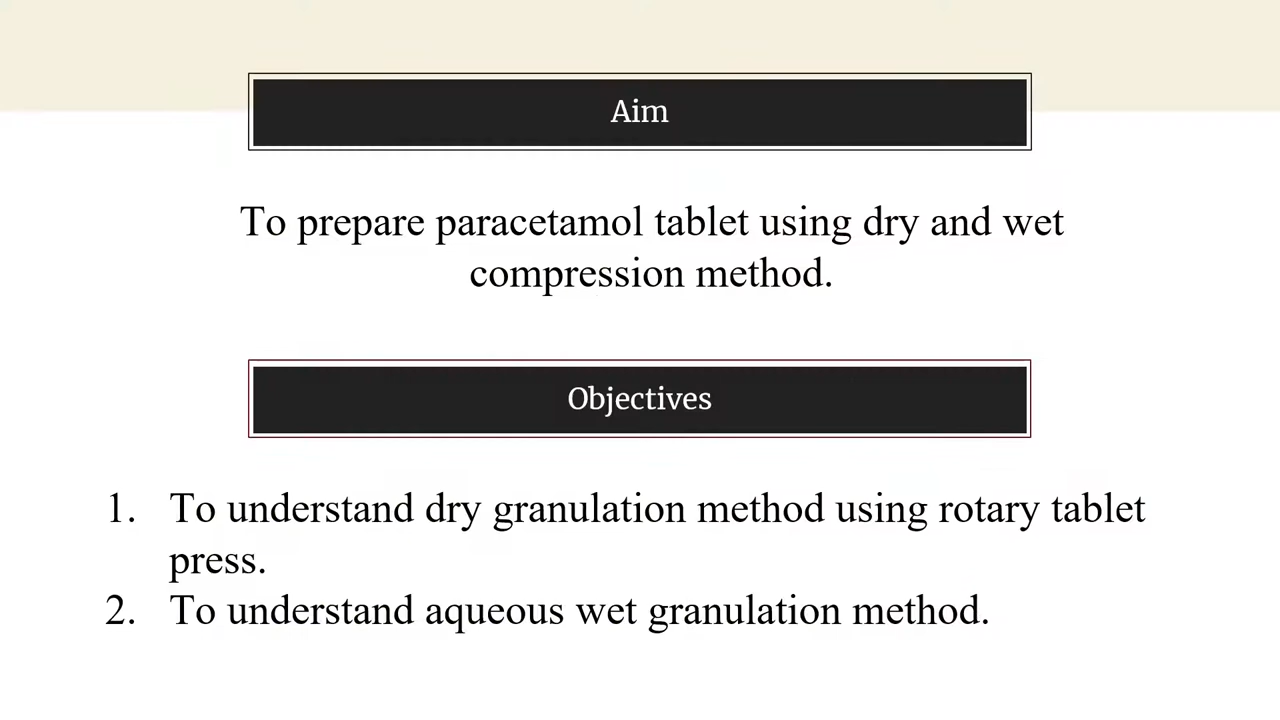 Aim
To prepare paracetamol tablet using dry and wet
compression method.
Objectives
1. To understand dry granulation method using rotary tablet
press.
2. To understand aqueous wet granulation method.